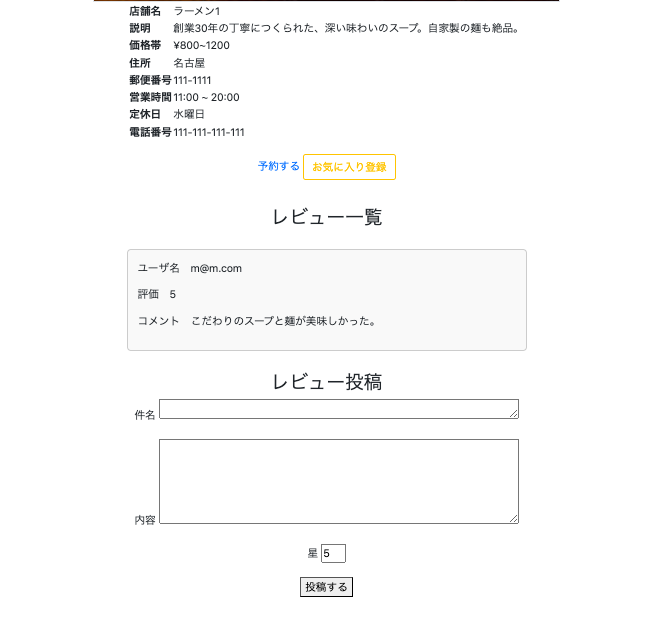 店舗名 ラーメン1
説明 創業30年の丁寧につくられた、深い味わいのスープ。自家製の麺も絶品。
価格帯 ¥800~1200
住所 名古屋
郵便番号 111-1111
営業時間 11:00 ~ 20:00
定休日 水曜日
電話番号 111-111-111-111
予約する お気に入り登録
レビュー一覧
ユーザ名 m@m.com
評価 5
コメント こだわりのスープと麺が美味しかった。
レビュー投稿
件名
内容
星 5
投稿する